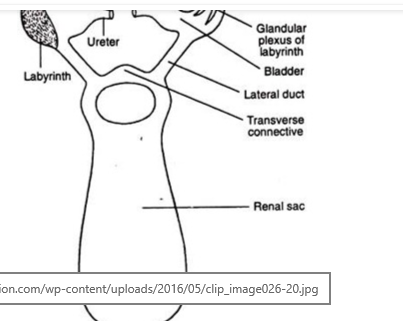 Glandular
plexus of
labyrinth
Ureter
Bladder
Labyrinth
Lateral duct
Transverse
connective
Renal sac
ion.com/wp-content/uploads/2016/05/clip_image026-20.jpg